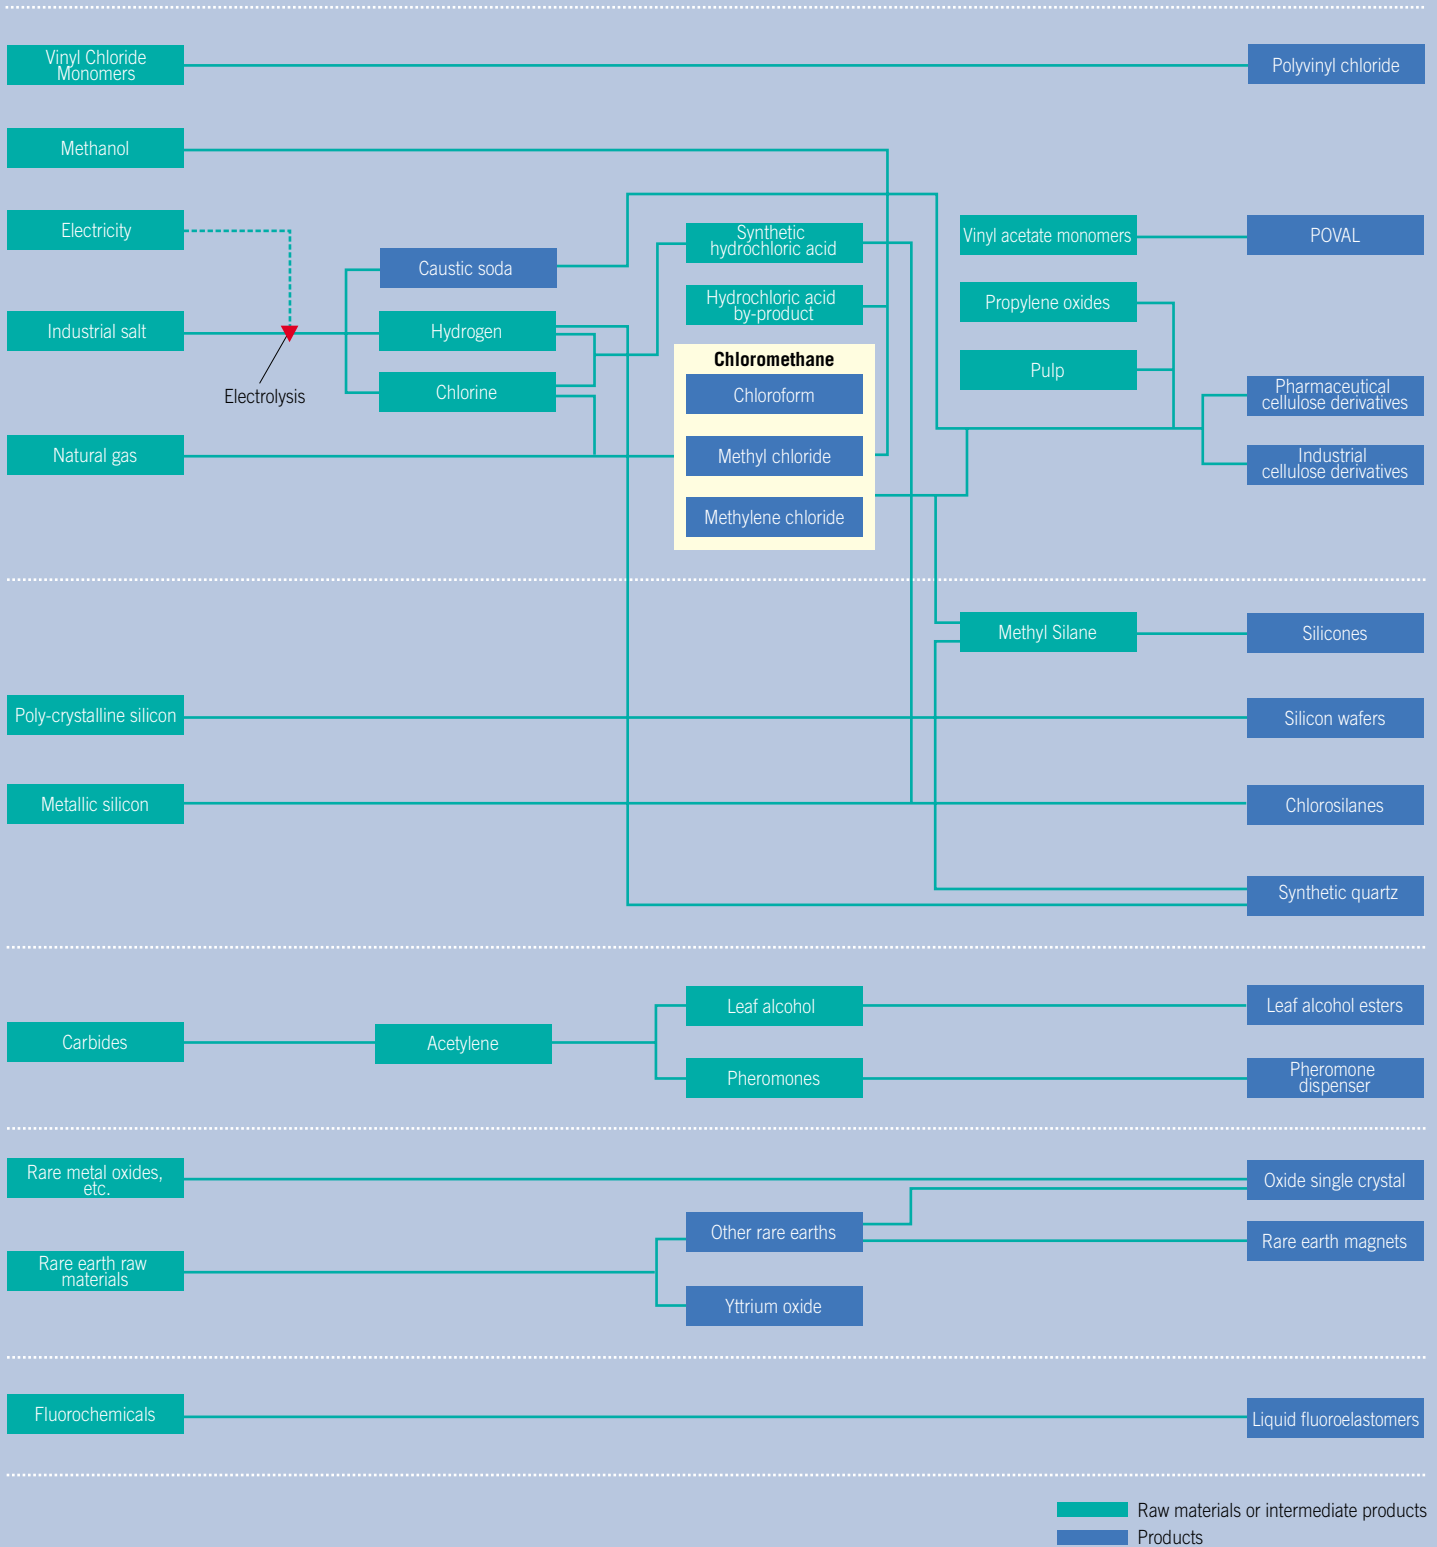 Vinyl Chloride
Monomers
Polyvinyl chloride
Methanol
Electricity
Synthetic
hydrochloric acid
Vinyl acetate monomers
POVAL
Caustic soda
Hydrochloric acid
by-product
Propylene oxides
Industrial salt
Hydrogen
Electrolysis
Chlorine
Chloromethane
Chloroform
Pulp
Pharmaceutical
cellulose derivatives
Natural gas
Methyl chloride
Industrial
cellulose derivatives
Methylene chloride
Methyl Silane
Silicones
Poly-crystalline silicon
Silicon wafers
Metallic silicon
Chlorosilanes
Synthetic quartz
Leaf alcohol
Leaf alcohol esters
Carbides
Acetylene
Pheromones
Pheromone
dispenser
Rare metal oxides,
etc.
Oxide single crystal
Other rare earths
Rare earth magnets
Rare earth raw
materials
Yttrium oxide
Fluorochemicals
Liquid fluoroelastomers
Raw materials or intermediate products
Products